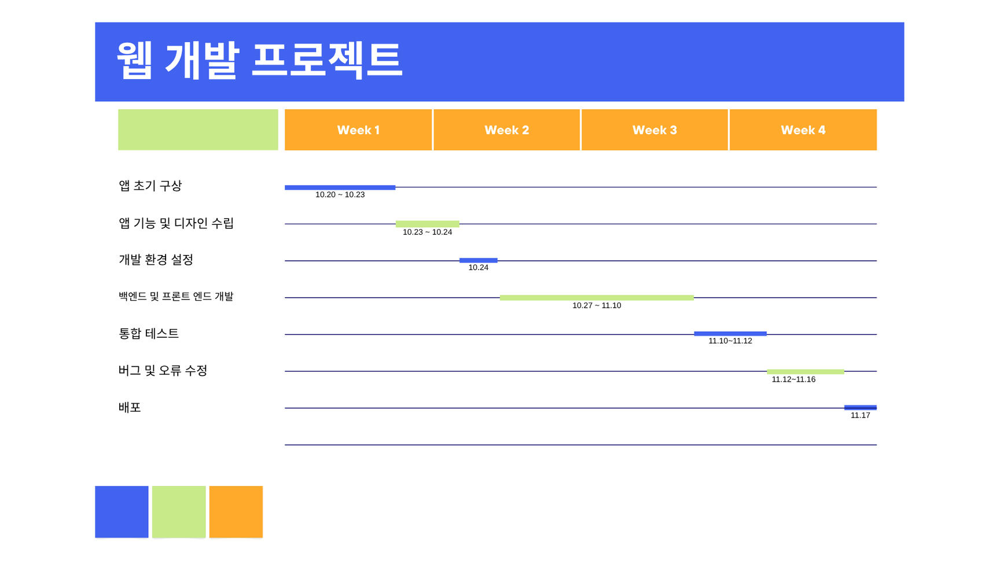 웹 개발 프로젝트
Week 1 Week 2 Week 3 Week 4
앱 초기 구상
10.20 ~ 10.23
앱 기능 및 디자인 수립
10.23 ~ 10.24
개발 환경 설정
10.24
백엔드 및 프론트 엔드 개발
10.27 ~ 11.10
통합 테스트
11.10~11.12
버그 및 오류 수정
11.12~11.16
배포
11.17